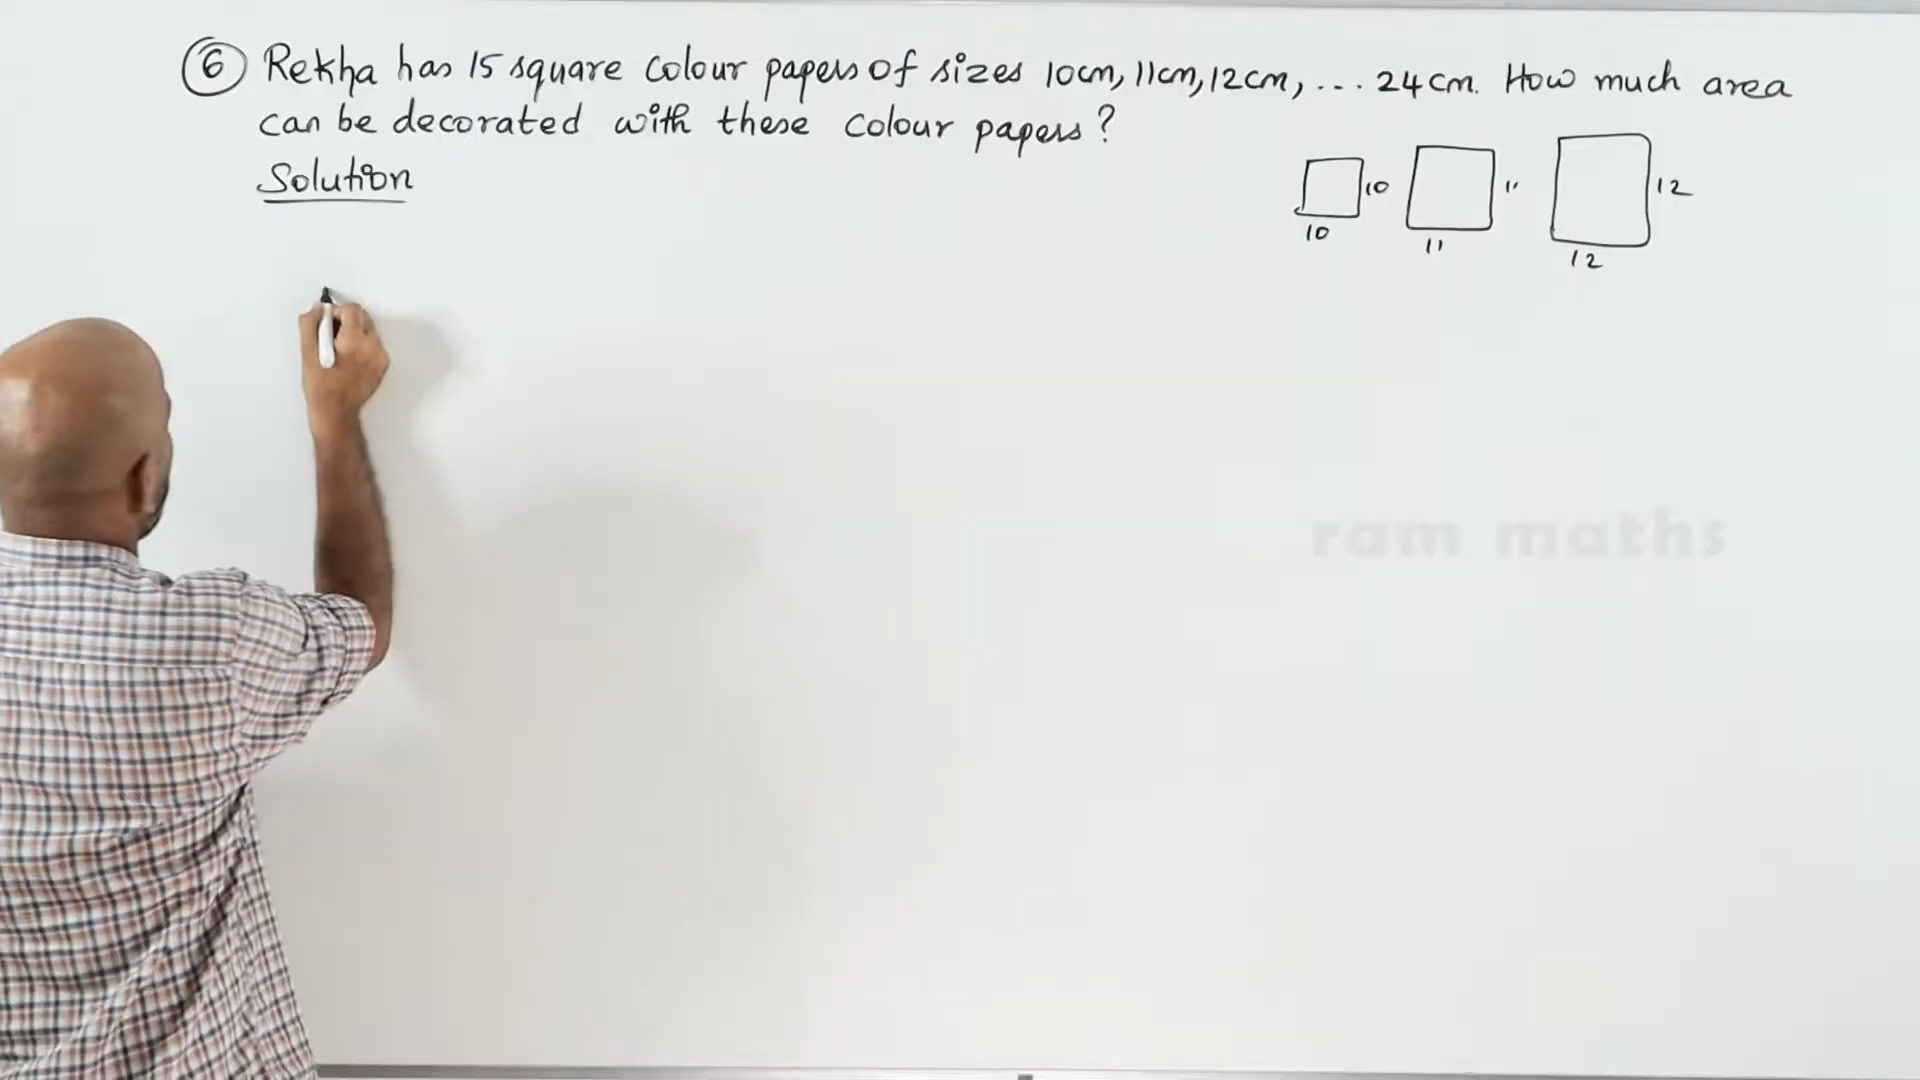 6 Rekha has 15 square colour papers of sizes 10cm, 11cm, 12cm, ... 24cm. How much area
can be decorated with these colour papers?
Solution
10 11 12
10 11 12
ram maths